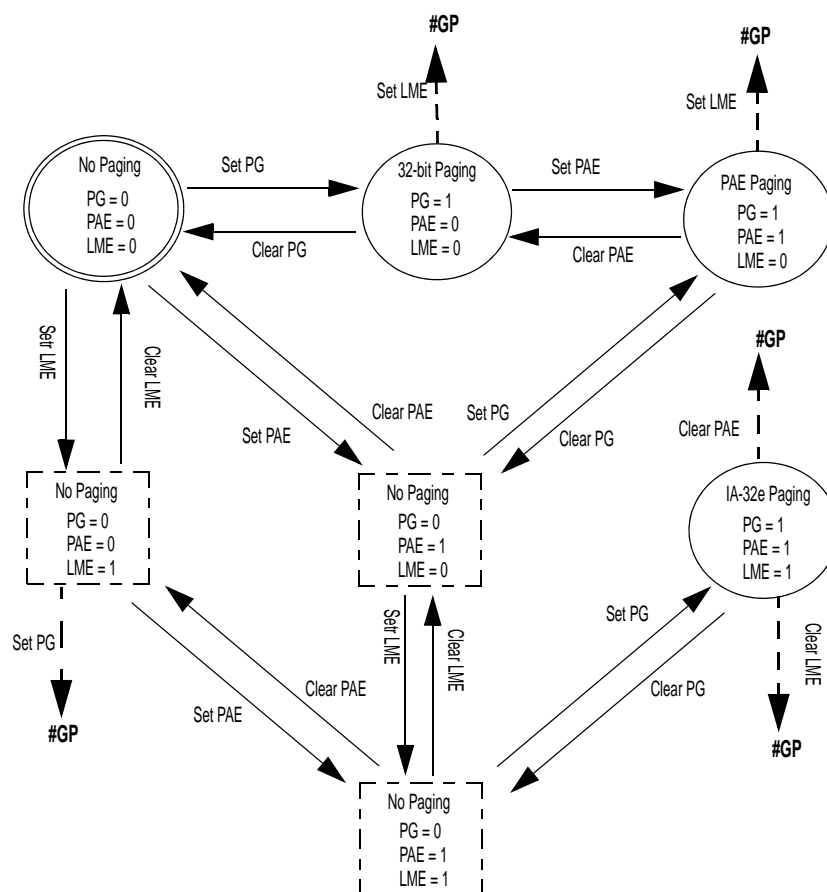 #GP
#GP
Set LME
Set LME
No Paging
PG = 0
PAE = 0
LME = 0
Set PG
Clear PG
32-bit Paging
PG = 1
PAE = 0
LME = 0
Set PAE
Clear PAE
PAE Paging
PG = 1
PAE = 1
LME = 0
Setr LME
Clear LME
Set PAE
Clear PAE
Set PG
Clear PG
#GP
Clear PAE
No Paging
PG = 0
PAE = 0
LME = 1
No Paging
PG = 0
PAE = 1
LME = 0
IA-32e Paging
PG = 1
PAE = 1
LME = 1
Set PG
#GP
Set PAE
Clear PAE
Setr LME
Clear LME
Set PG
Clear PG
Clear LME
#GP
No Paging
PG = 0
PAE = 1
LME = 1